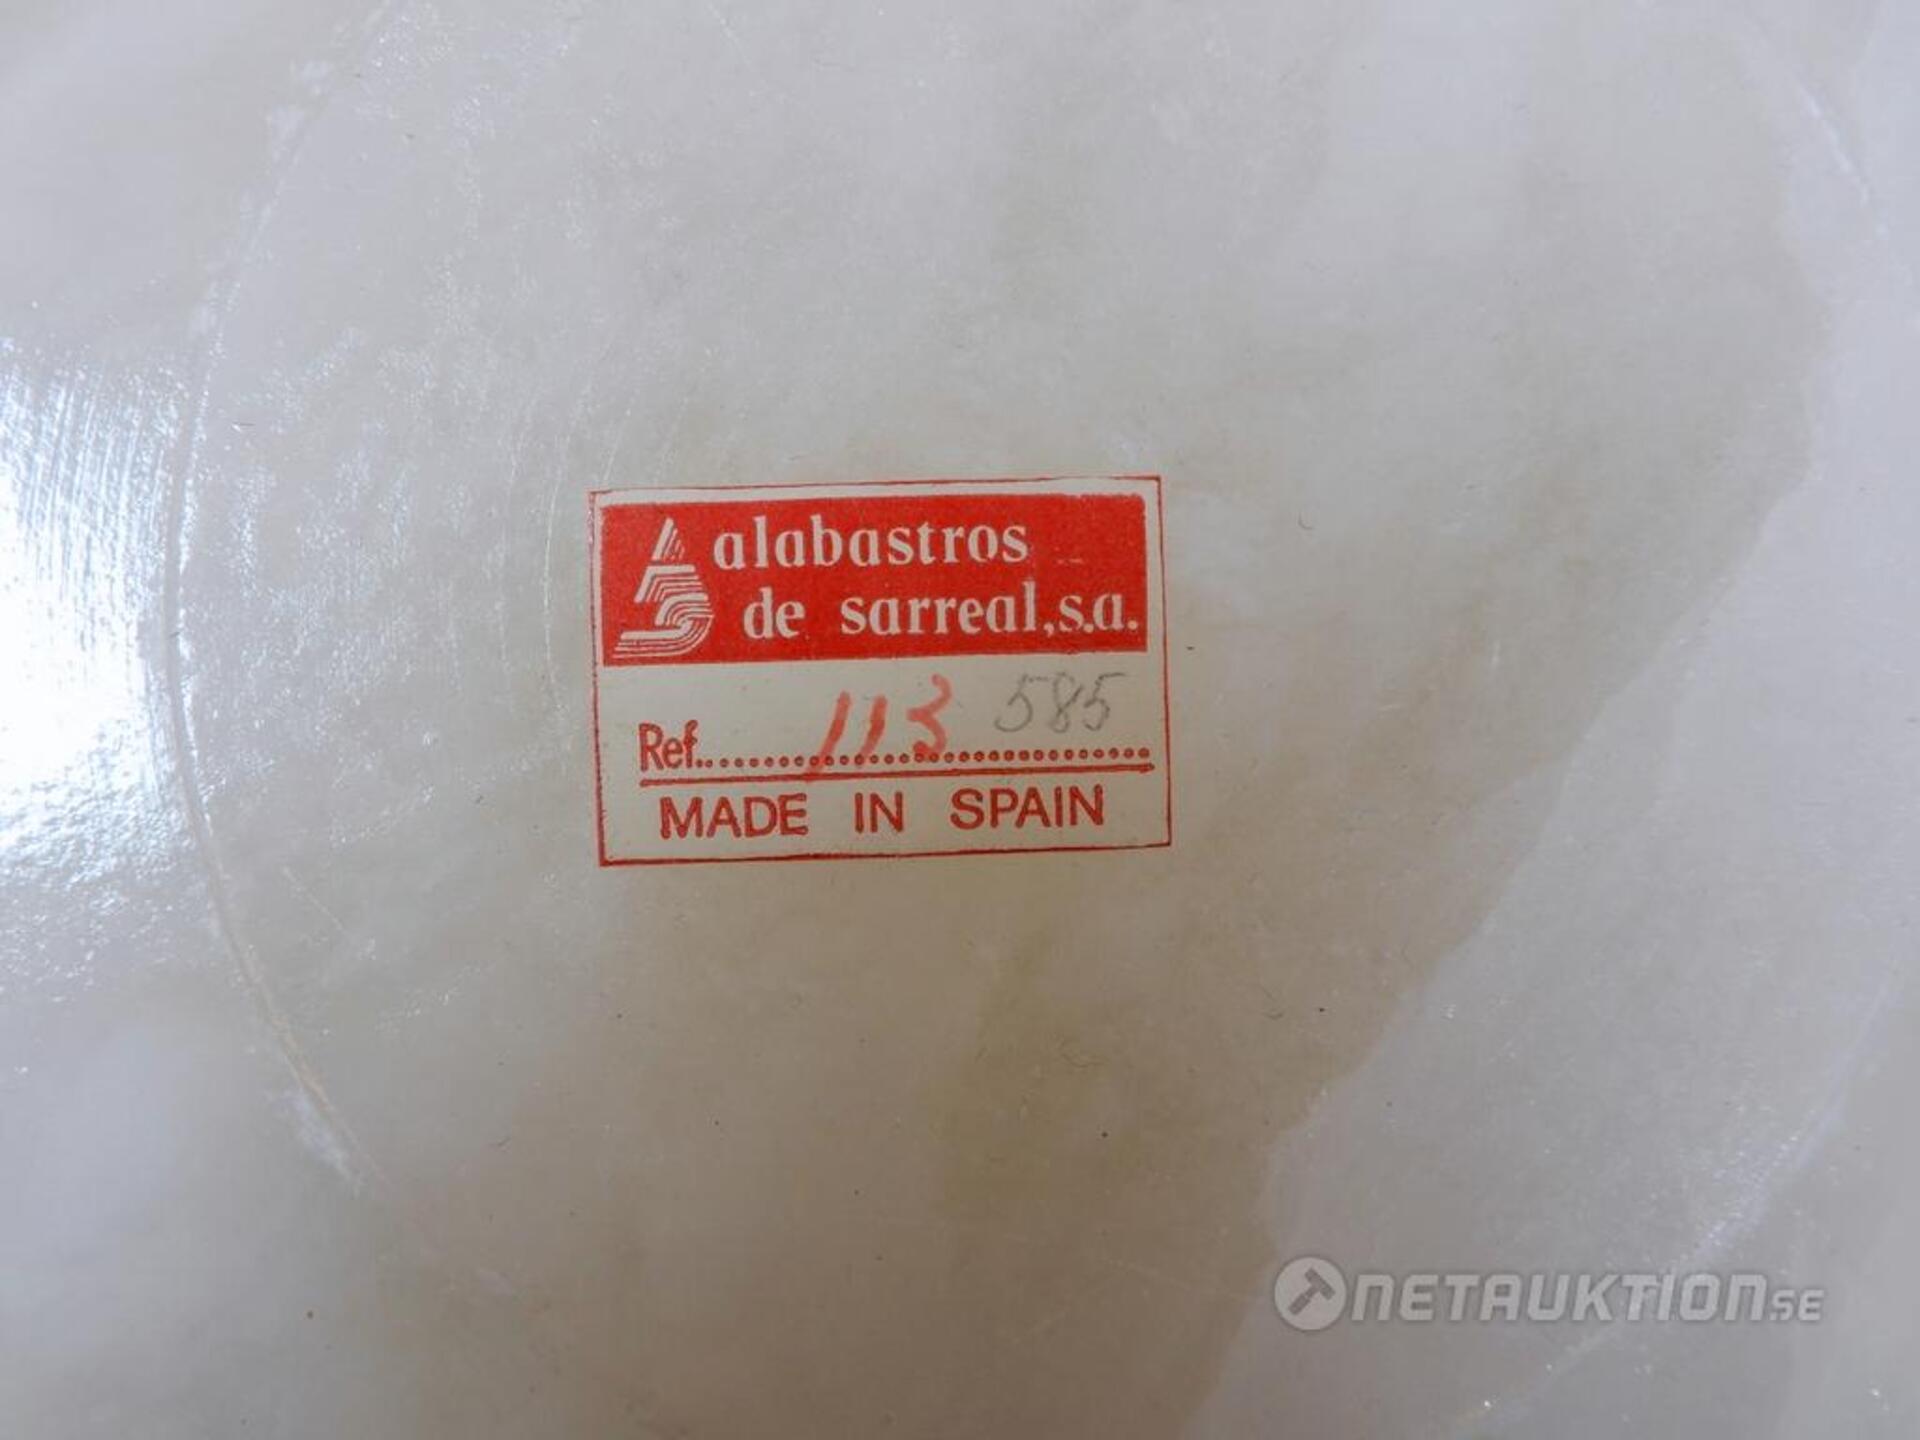 alabastros
de sarreal, s.a.
Ref. 113 585
MADE IN SPAIN
NETAUKTION.SE